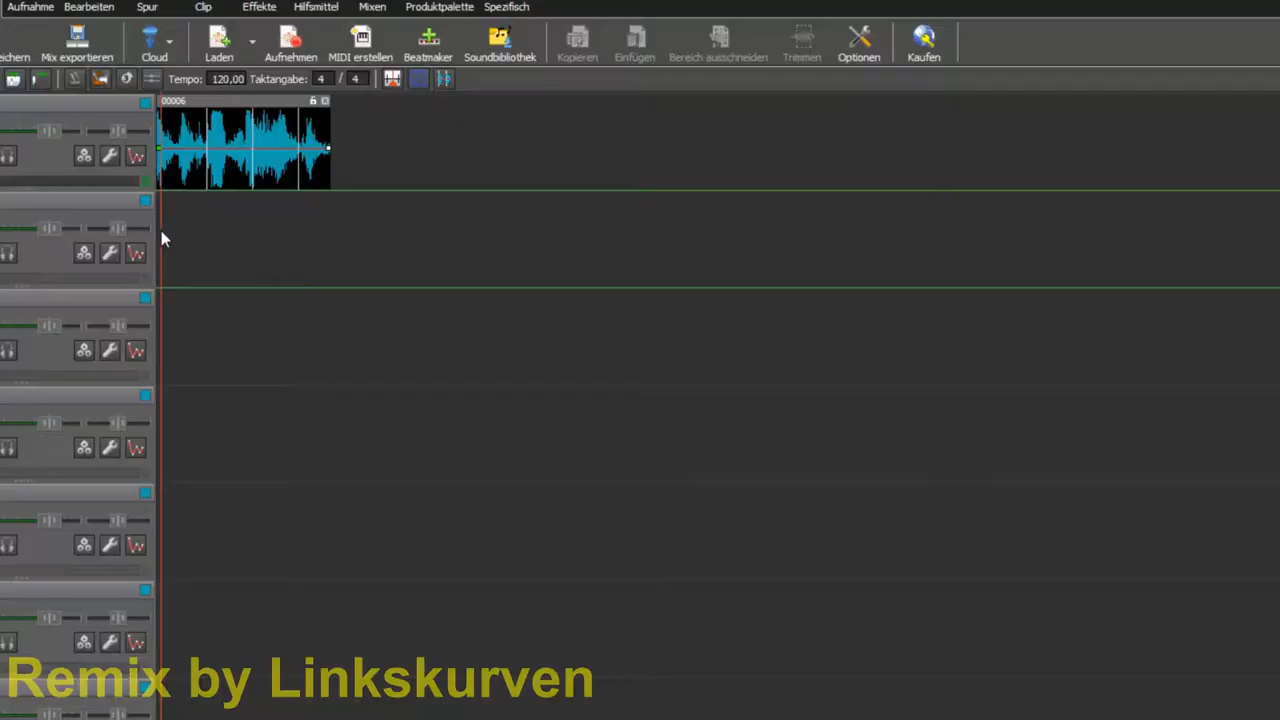 Aufnahme Bearbeiten Spur Clip Effekte Hilfsmittel Mixen Produktpalette Spezifisch
eichern Mix exportieren Cloud Laden Aufnehmen MIDI erstellen Beatmaker Soundbibliothek Kopieren Einfügen Bereich ausschneiden Trimmen Optionen Kaufen
Tempo: 120,00 Taktangabe: 4 / 4
00006
Remix by Linkskurven